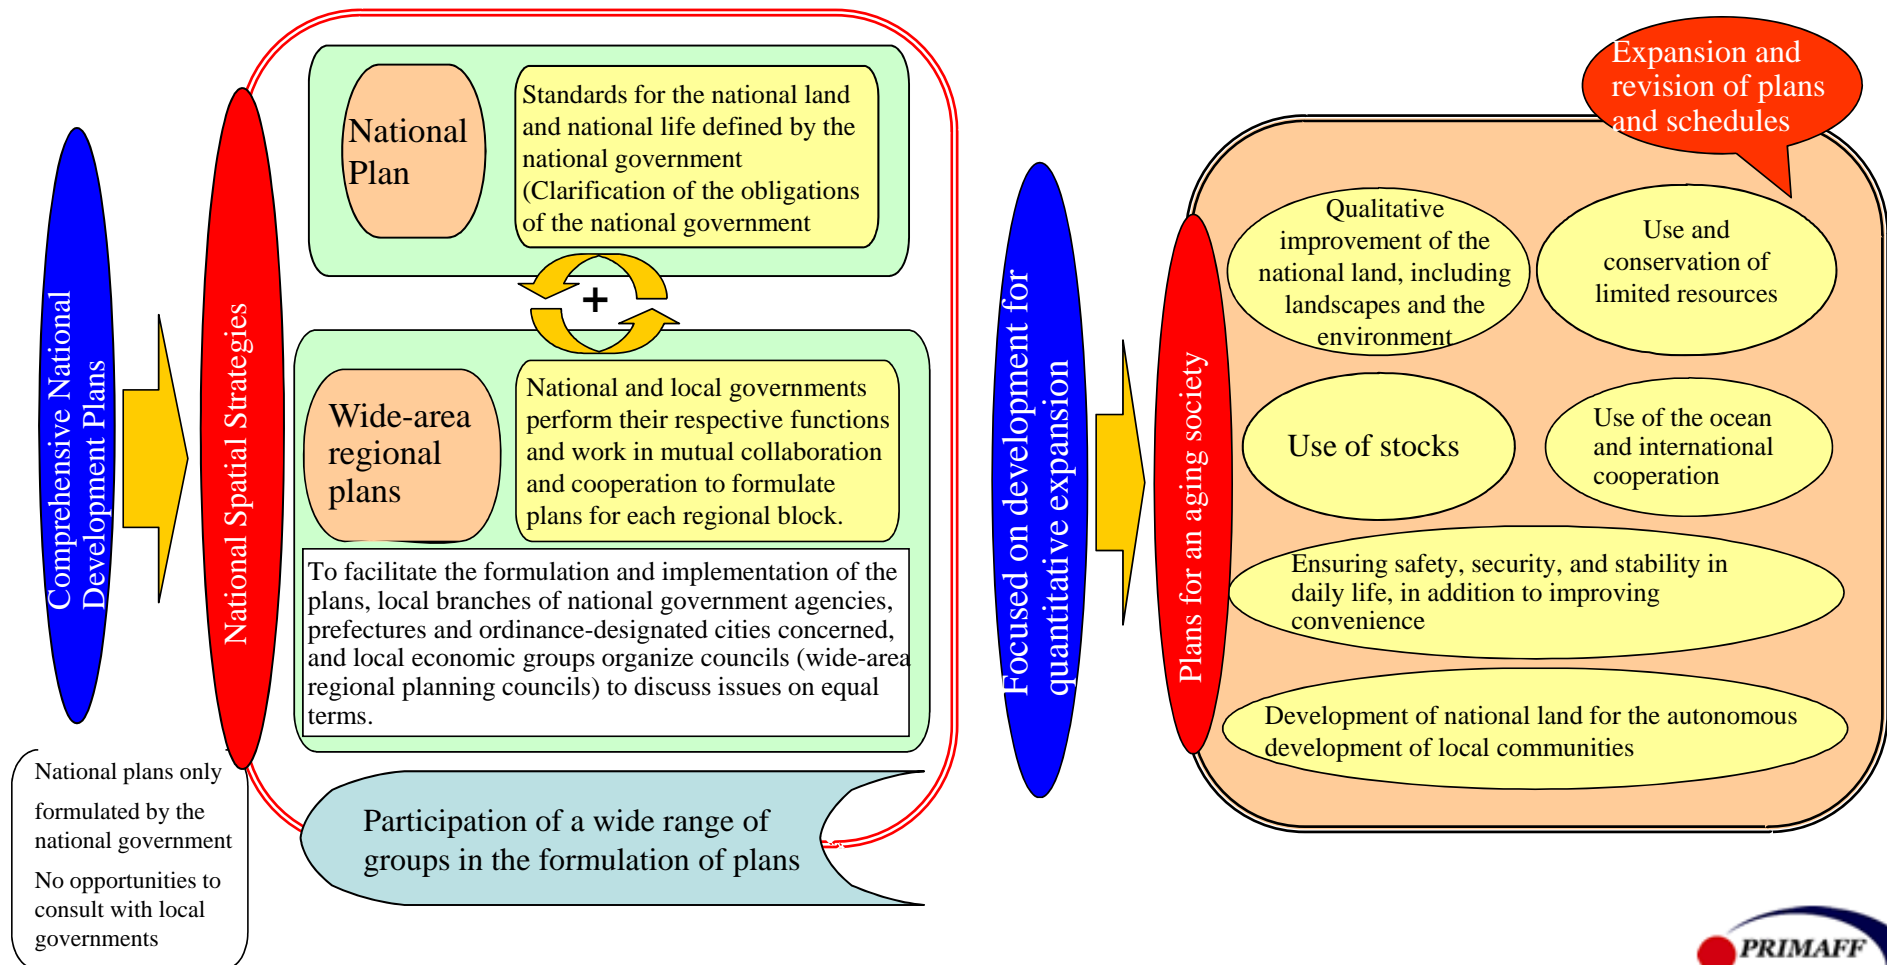 Comprehensive National
Development Plans
National plans only
formulated by the
national government
No opportunities to
consult with local
governments
National Spatial Strategies
National
Plan
Standards for the national land
and national life defined by the
national government
(Clarification of the obligations
of the national government
+
Wide-area
regional
plans
National and local governments
perform their respective functions
and work in mutual collaboration
and cooperation to formulate
plans for each regional block.
To facilitate the formulation and implementation of the
plans, local branches of national government agencies,
prefectures and ordinance-designated cities concerned,
and local economic groups organize councils (wide-area
regional planning councils) to discuss issues on equal
terms.
Participation of a wide range of
groups in the formulation of plans
Focused on development for
quantitative expansion
Plans for an aging society
Expansion and
revision of plans
and schedules
Qualitative
improvement of the
national land, including
landscapes and the
environment
Use and
conservation of
limited resources
Use of stocks
Use of the ocean
and international
cooperation
Ensuring safety, security, and stability in
daily life, in addition to improving
convenience
Development of national land for the autonomous
development of local communities
PRIMAFF